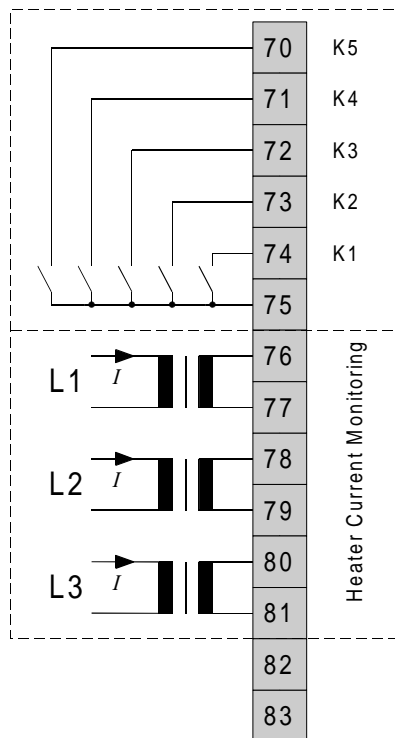 70 K5
71 K4
72 K3
73 K2
74 K1
75
76
L1 I
77
78
L2 I
79
80
L3 I
81
82
83
Heater Current Monitoring